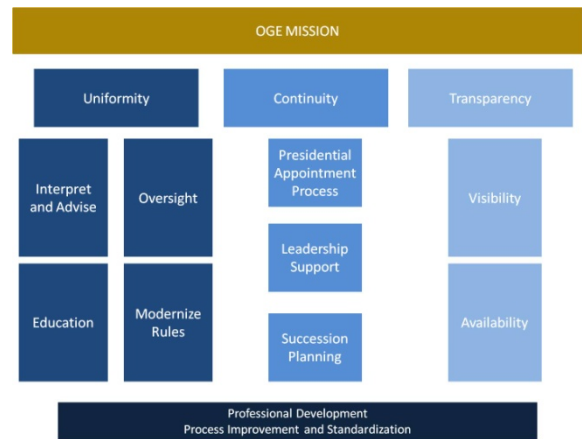 OGE MISSION
Uniformity
Continuity
Transparency
Interpret
and Advise
Oversight
Education
Modernize
Rules
Presidential
Appointment
Process
Leadership
Support
Succession
Planning
Visibility
Availability
Professional Development
Process Improvement and Standardization